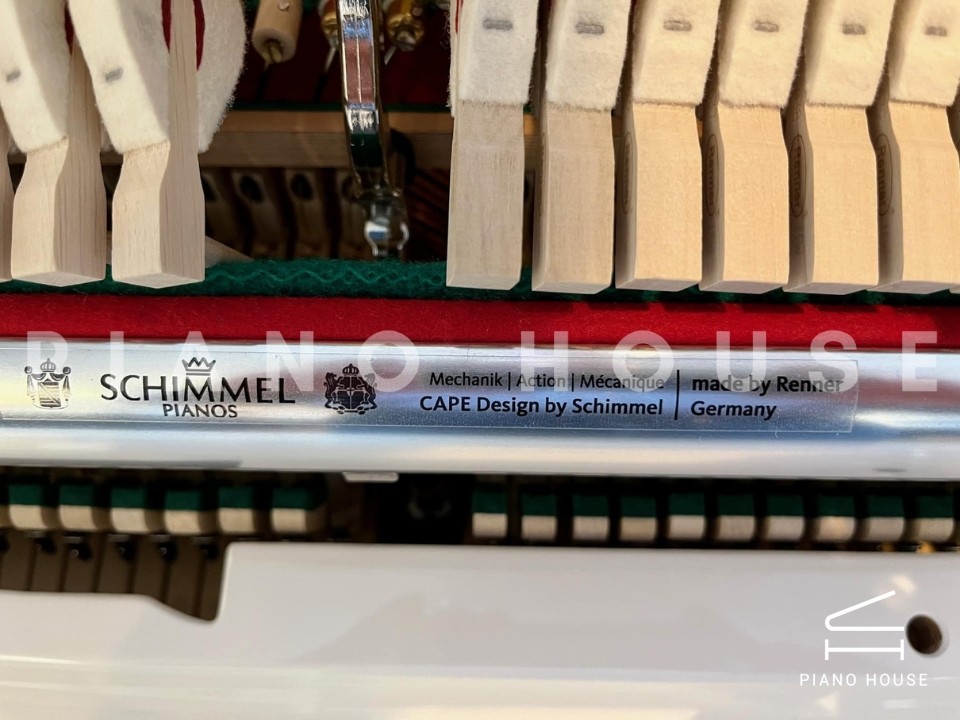 PIANO HOUSE
SCHIMMEL
PIANOS
Mechanik | Action | Mécanique
CAPE Design by Schimmel
made by Renner
Germany
PIANO HOUSE